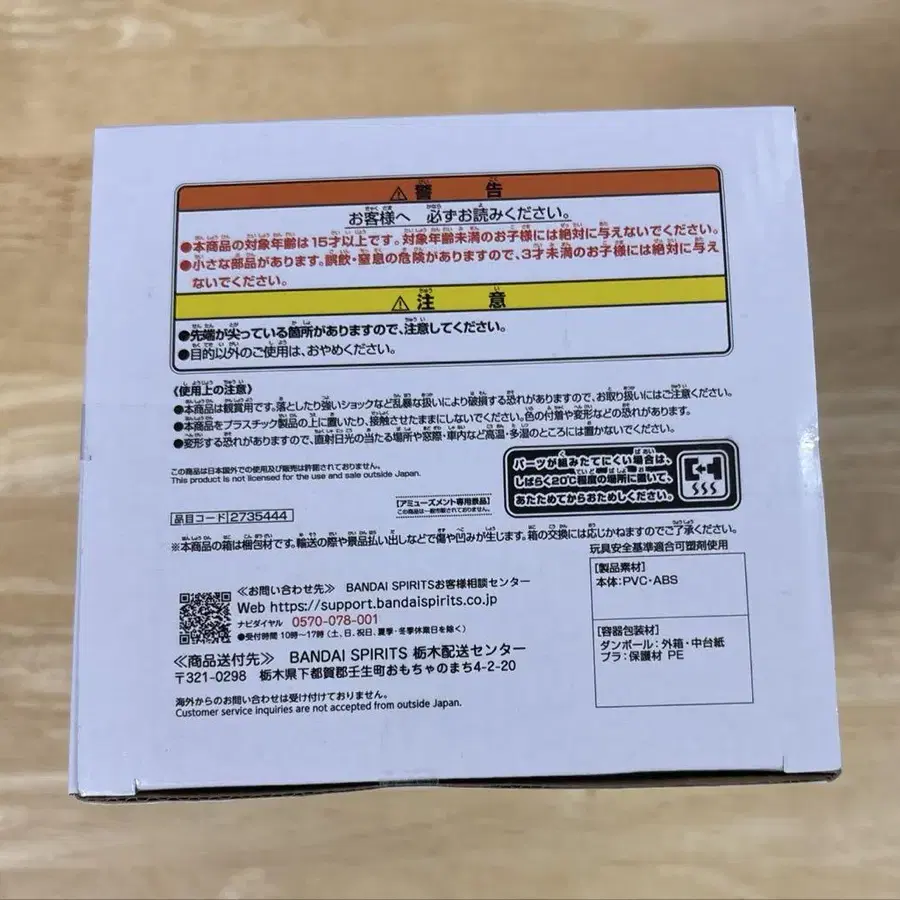 ⚠警告
お客様へ 必ずお読みください。
●本商品の対象年齢は15才以上です。対象年齢未満のお子様には絶対に与えないでください。
●小さな部品があります。誤飲・窒息の危険がありますので、3才未満のお子様には絶対に与え
ないでください。
⚠注意
●先端が尖っている箇所がありますので、注意してください。
●目的以外のご使用は、おやめください。
《使用上の注意》
●本商品は観賞用です。落としたり強いショックなど乱暴な扱いにより破損する恐れがありますので、お取り扱いにはご注意ください。
●本商品をプラスチック製品の上に置いたり、接触させたままにしないでください。色の付着や変形などの恐れがあります。
●変形する恐れがありますので、直射日光の当たる場所や窓際・車内など高温・多湿のところには置かないでください。
パーツが組みたてにくい場合は、
しばらく20℃程度の場所に置いて、
あたためてからおためしください。
この商品は日本国外での使用及び販売は許諾されておりません。
This product is Not licensed for the use and sale outside Japan.
品目コード 2735444
[アミューズメント専用景品]
この商品は一般市販されておりません。
※本商品の箱は梱包材です。輸送の際や景品払い出しなどで傷や凹みが生じます。箱の交換には応じかねますのでご了承ください。
玩具安全基準適合可塑剤使用
[製品素材]
本体:PVC・ABS
[容器包装材]
ダンボール:外箱・中台紙
プラ:保護材 PE
≪お問い合わせ先≫ BANDAI SPIRITSお客様相談センター
Web https://support.bandaispirits.co.jp
ナビダイヤル 0570-078-001
●受付時間 10時〜17時(土、日、祝日、夏季・冬季休業日を除く)
≪商品送付先≫ BANDAI SPIRITS 栃木配送センター
〒321-0298 栃木県下都賀郡壬生町おもちゃのまち4-2-20
海外からのお問い合わせは受け付けておりません。
Customer service inquiries are not accepted from outside Japan.